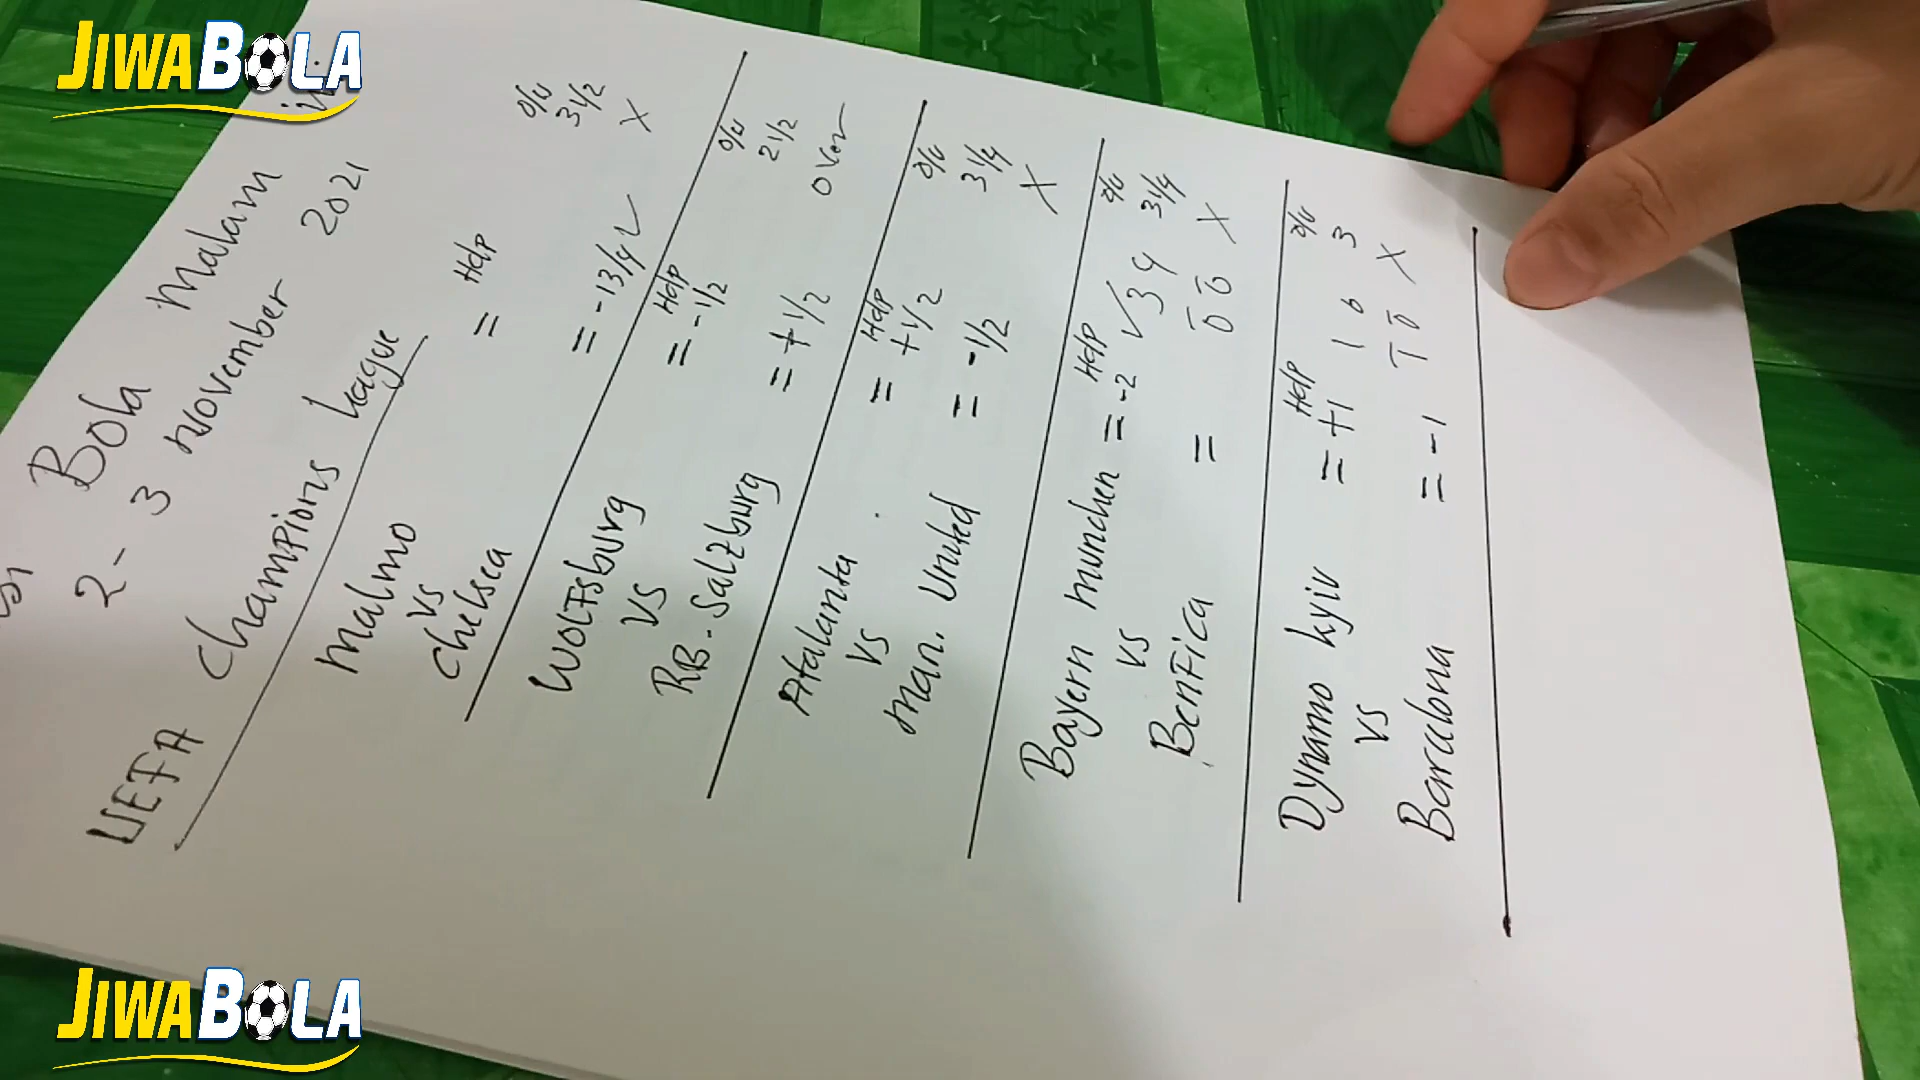 JIWABOLA
Bola Malam ini.
2-3 november 2021
UEFA Champions League
Malmo = Hdp O/U
vs 3 1/2
Chelsea = -1 3/4 ✓ X
Wolfsburg = Hdp -1/2 O/U 2 1/2
vs
RB. Salzburg = +1/2 over
Atalanta = Hdp +1/2 O/U 3 1/4
vs
Man. United = -1/2 X
Bayern munchen = Hdp -2 √ 3 4 O/U 3 1/4
vs
Benfica = 0 0 X
Dynamo kyiv = Hdp +1 1 0 O/U 3
vs
Barcelona = -1 1 0 X
JIWABOLA